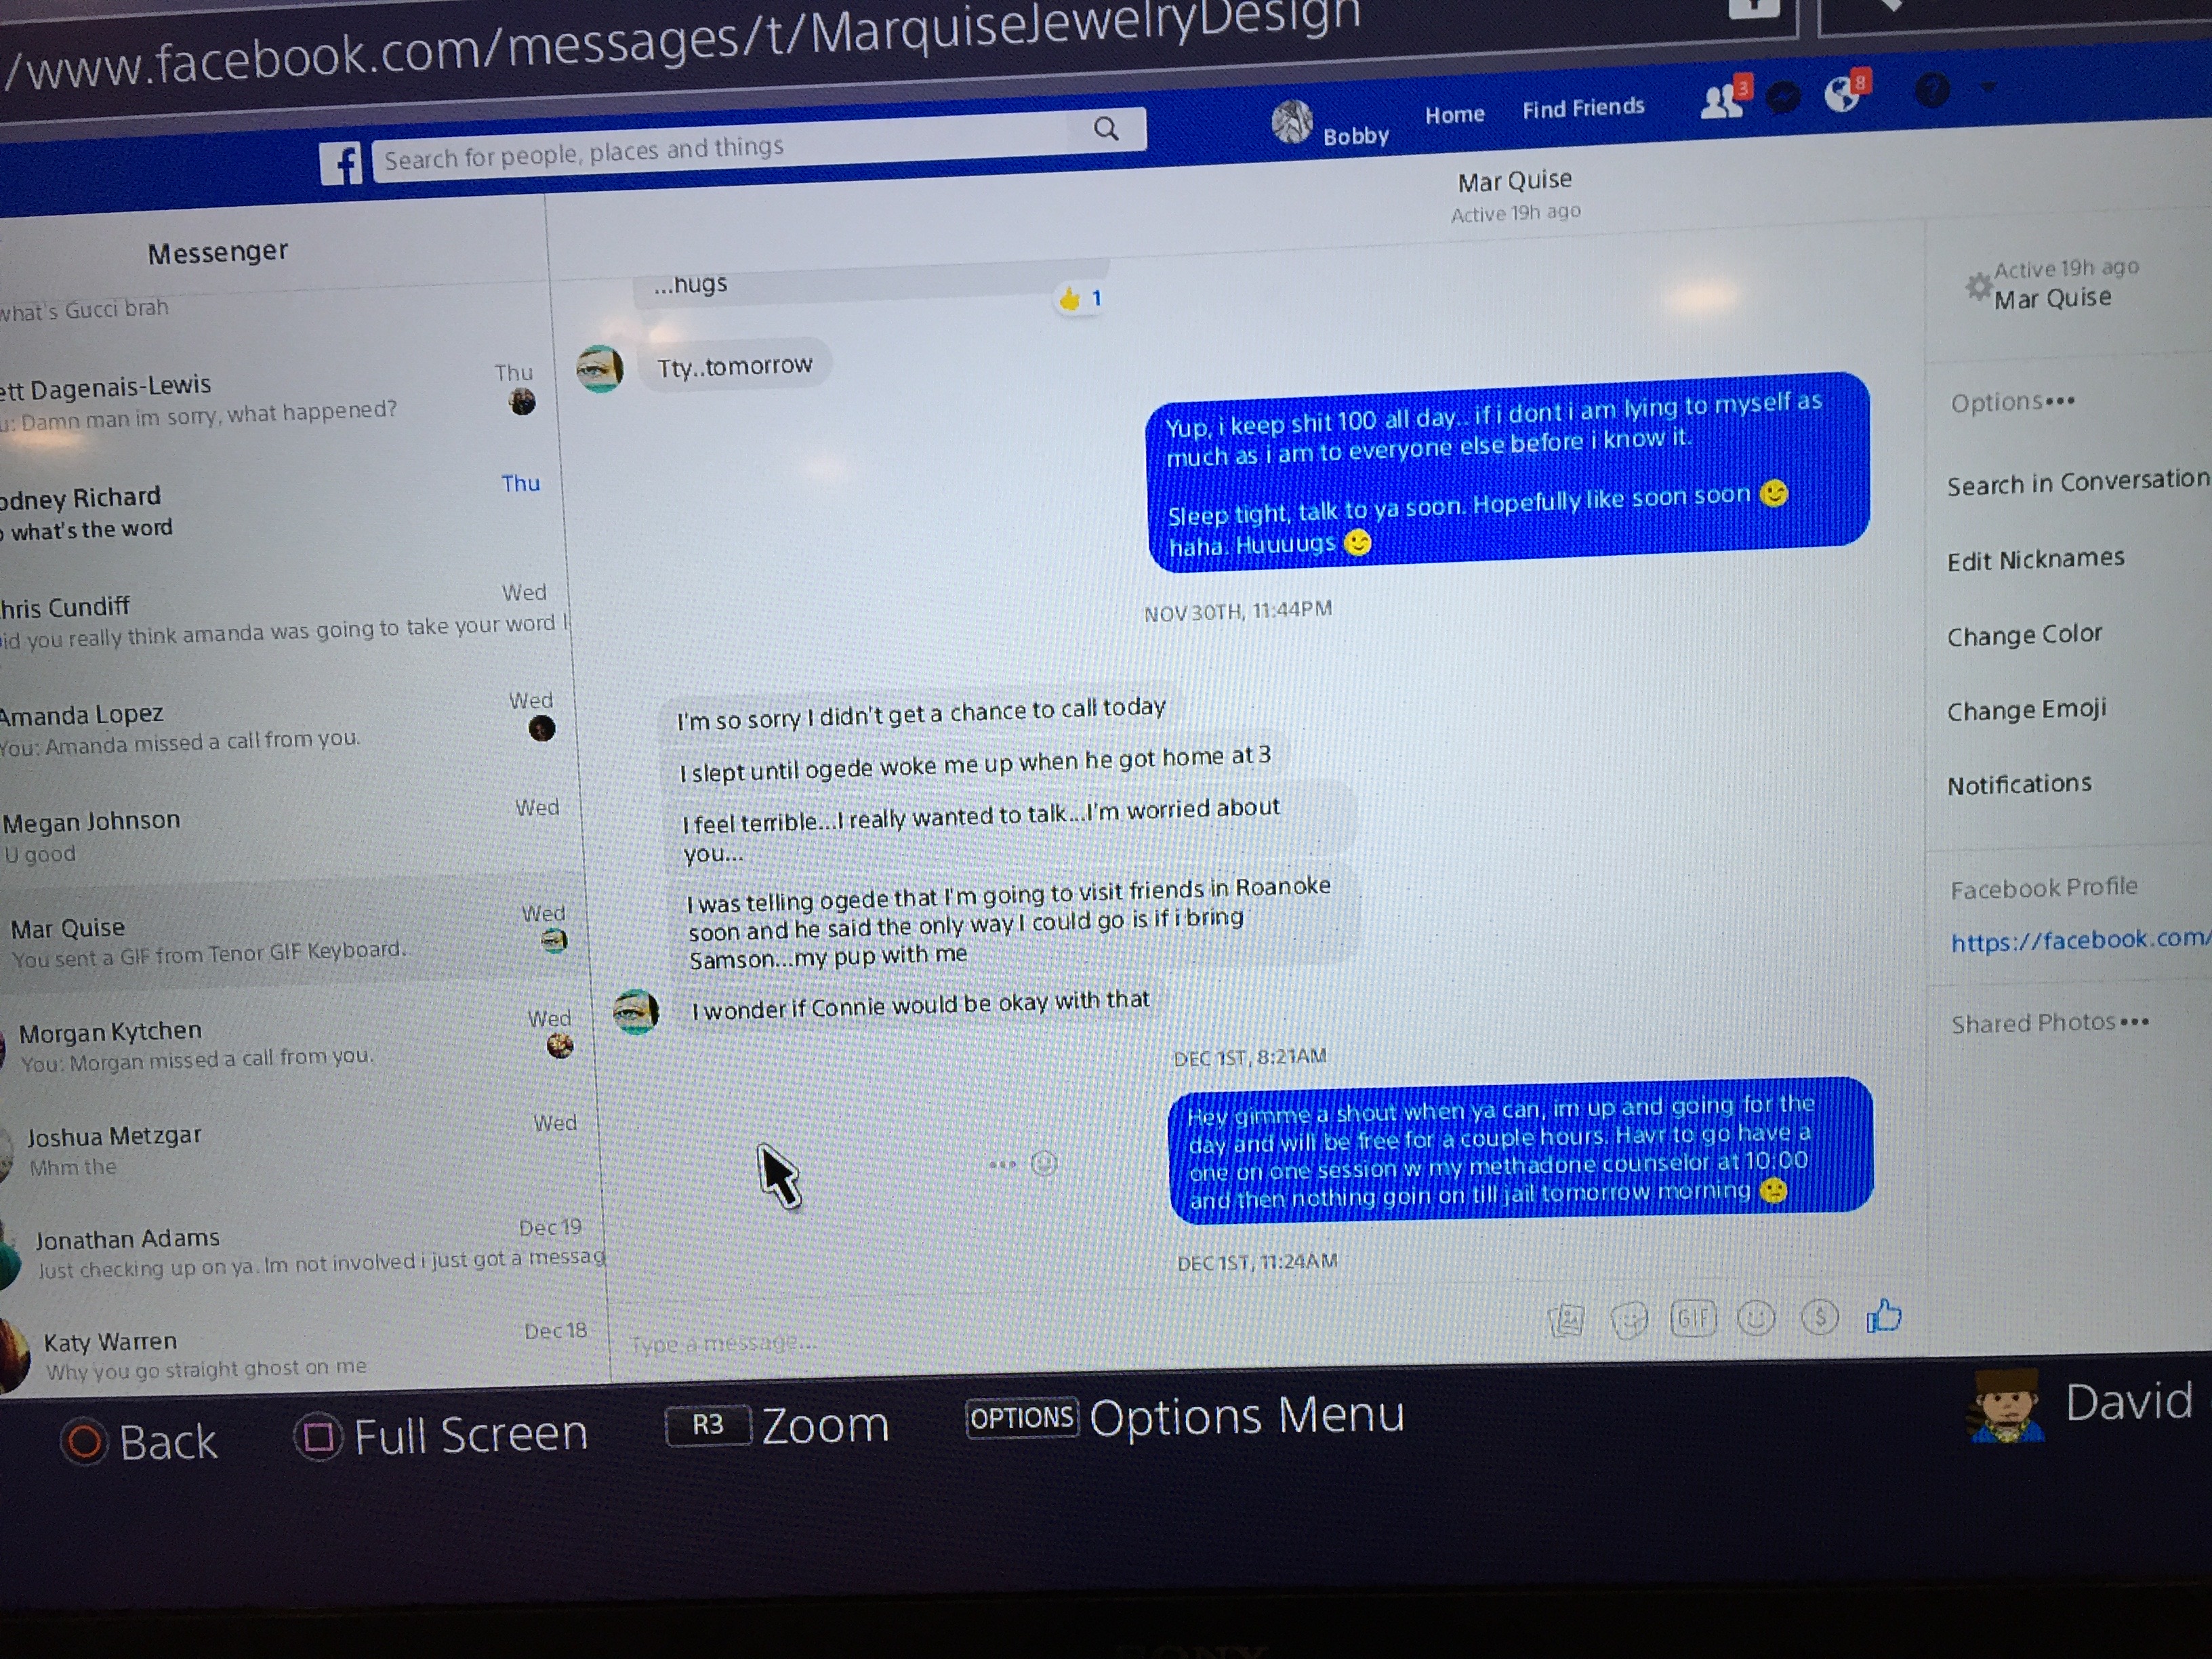 /www.facebook.com/messages/t/MarquiseJewelryDesign
Search for people, places and things
Bobby
Home
Find Friends
3
8
?
Messenger
Mar Quise
Active 19h ago
what's Gucci brah
ett Dagenais-Lewis
Thu
u: Damn man im sorry, what happened?
odney Richard
Thu
what's the word
hris Cundiff
Wed
id you really think amanda was going to take your word
Amanda Lopez
Wed
You: Amanda missed a call from you.
Megan Johnson
Wed
U good
Mar Quise
Wed
You sent a GIF from Tenor GIF Keyboard.
Morgan Kytchen
Wed
You: Morgan missed a call from you.
Joshua Metzgar
Wed
Mhm the
Jonathan Adams
Dec 19
Just checking up on ya. Im not involved i just got a messag
Katy Warren
Dec 18
Why you go straight ghost on me
...hugs
1
Tty..tomorrow
Yup, i keep shit 100 all day.. if i dont i am lying to myself as
much as i am to everyone else before i know it.
Sleep tight, talk to ya soon. Hopefully like soon soon 😉
haha. Huuuugs 😉
NOV 30TH, 11:44PM
I'm so sorry I didn't get a chance to call today
I slept until ogede woke me up when he got home at 3
I feel terrible...I really wanted to talk...I'm worried about
you...
I was telling ogede that I'm going to visit friends in Roanoke
soon and he said the only way I could go is if i bring
Samson...my pup with me
I wonder if Connie would be okay with that
DEC 1ST, 8:21AM
Hey gimme a shout when ya can, im up and going for the
day and will be free for a couple hours. Havr to go have a
one on one session w my methadone counselor at 10:00
and then nothing goin on till jail tomorrow morning 😕
DEC 1ST, 11:24AM
Type a message...
GIF
$
Active 19h ago
Mar Quise
Options•••
Search in Conversation
Edit Nicknames
Change Color
Change Emoji
Notifications
Facebook Profile
https://facebook.com/
Shared Photos•••
Back
Full Screen
R3 Zoom
OPTIONS Options Menu
David
SONY